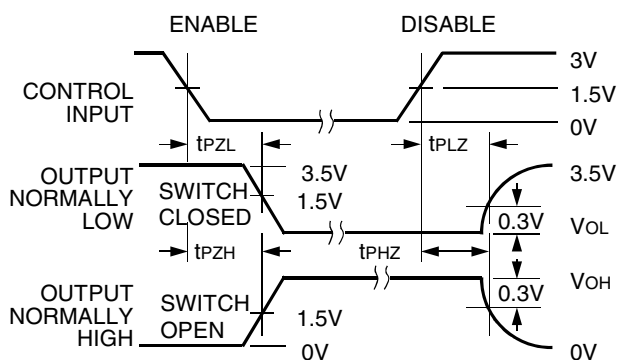 ENABLE DISABLE
3V
CONTROL
INPUT
1.5V
0V
tPZL tPLZ
OUTPUT
NORMALLY
LOW
SWITCH
CLOSED
3.5V
1.5V
3.5V
0.3V VOL
tPZH tPHZ
OUTPUT
NORMALLY
HIGH
SWITCH
OPEN
1.5V
0V
VOH
0.3V
0V